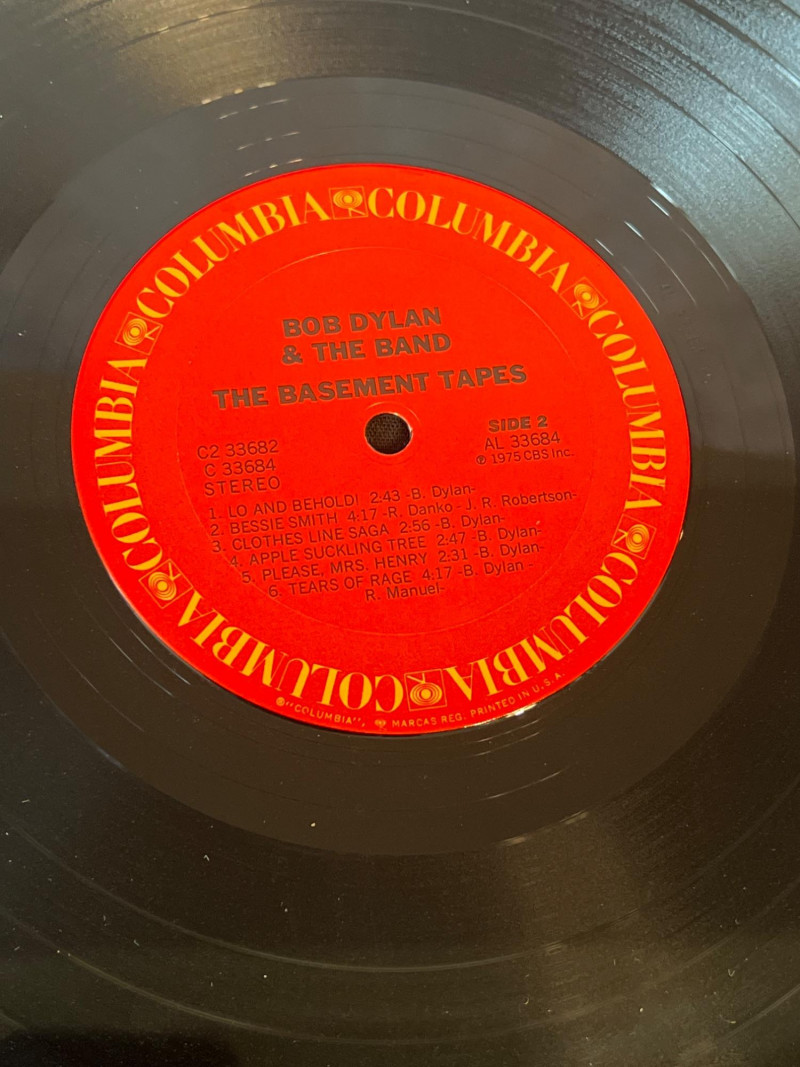 COLUMBIA COLUMBIA COLUMBIA COLUMBIA COLUMBIA COLUMBIA COLUMBIA COLUMBIA
BOB DYLAN
& THE BAND
THE BASEMENT TAPES
C2 33682
C 33684
STEREO
SIDE 2
AL 33684
℗ 1975 CBS Inc.
1. LO AND BEHOLD! 2:43 -B. Dylan-
2. BESSIE SMITH 4:17 -R. Danko - J. R. Robertson-
3. CLOTHES LINE SAGA 2:56 -B. Dylan-
4. APPLE SUCKLING TREE 2:47 -B. Dylan-
5. PLEASE, MRS. HENRY 2:31 -B. Dylan-
6. TEARS OF RAGE 4:17 -B. Dylan -
R. Manuel-
®"COLUMBIA", MARCAS REG. PRINTED IN U.S.A.